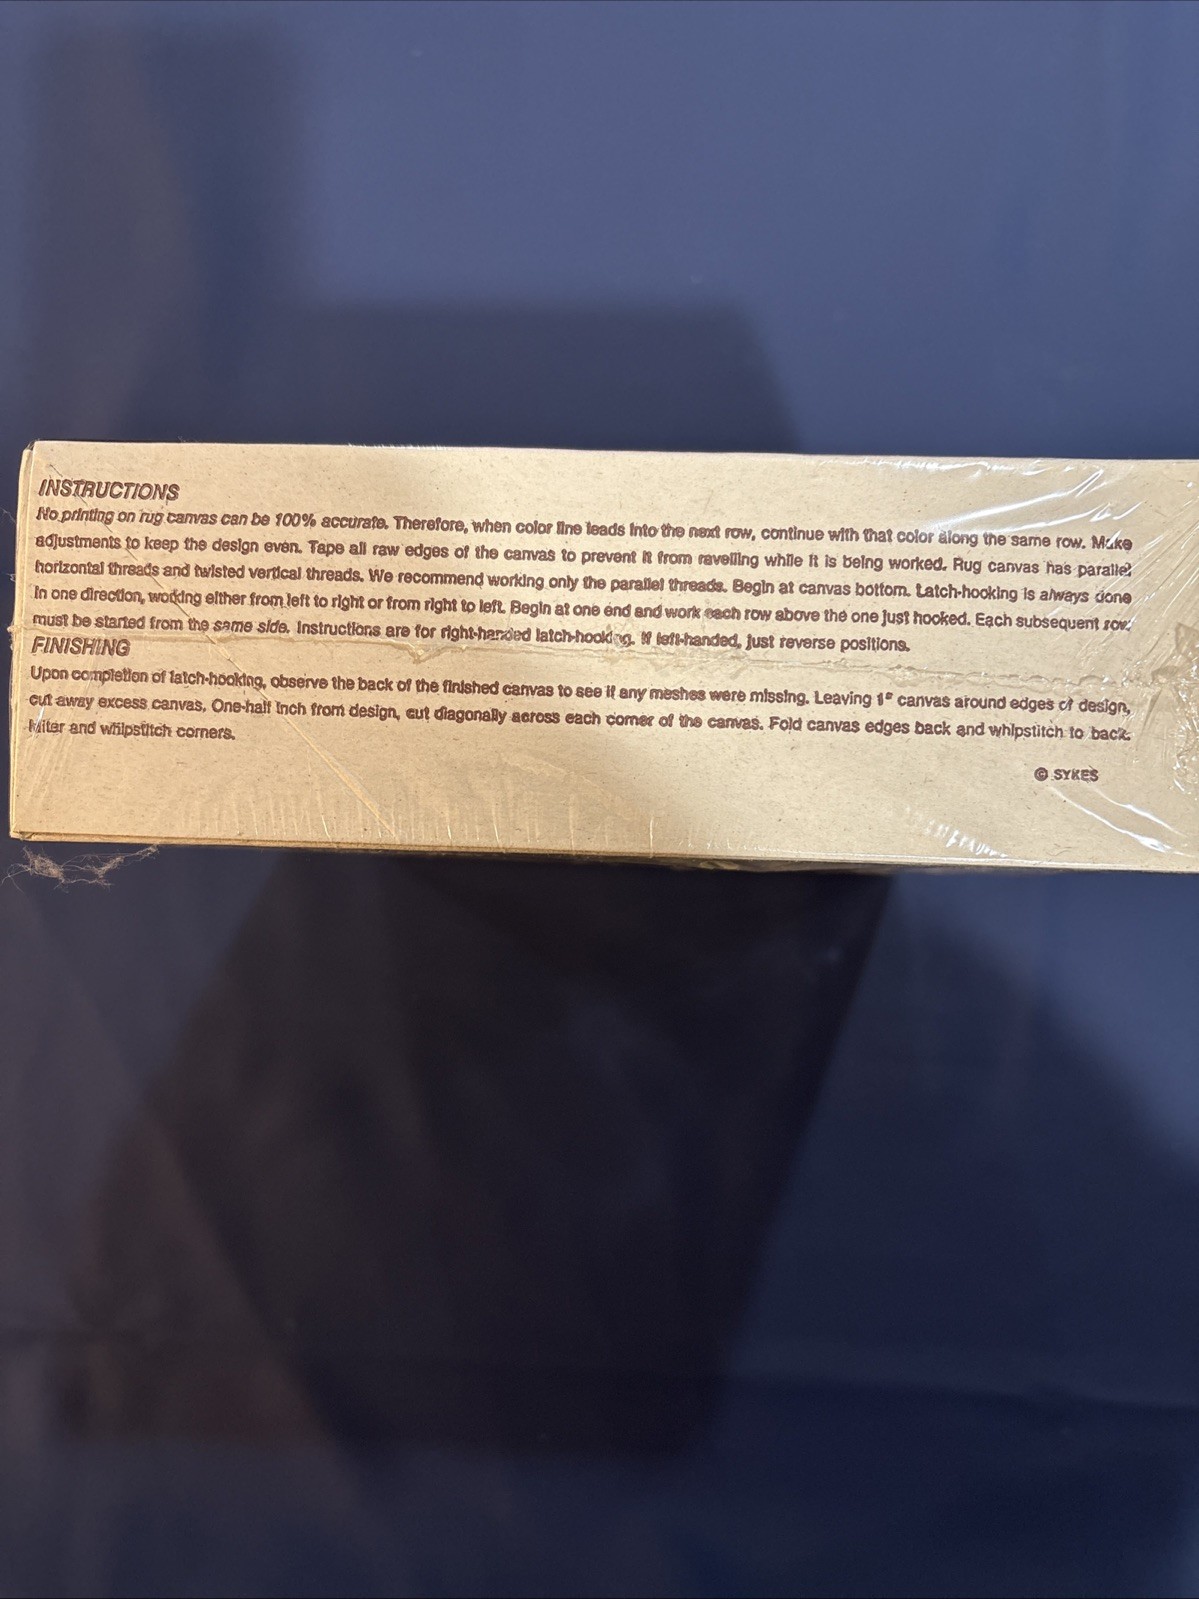 INSTRUCTIONS
No printing on rug canvas can be 100% accurate. Therefore, when color line leads into the next row, continue with that color along the same row. Make
adjustments to keep the design even. Tape all raw edges of the canvas to prevent it from ravelling while it is being worked. Rug canvas has parallel
horizontal threads and twisted vertical threads. We recommend working only the parallel threads. Begin at canvas bottom. Latch-hooking is always done
in one direction, working either from left to right or from right to left. Begin at one end and work each row above the one just hooked. Each subsequent row
must be started from the same side. Instructions are for right-handed latch-hooking. If left-handed, just reverse positions.
FINISHING
Upon completion of latch-hooking, observe the back of the finished canvas to see if any meshes were missing. Leaving 1" canvas around edges of design,
cut away excess canvas. One-half inch from design, cut diagonally across each corner of the canvas. Fold canvas edges back and whipstitch to back.
Miter and whipstitch corners.
© SYKES